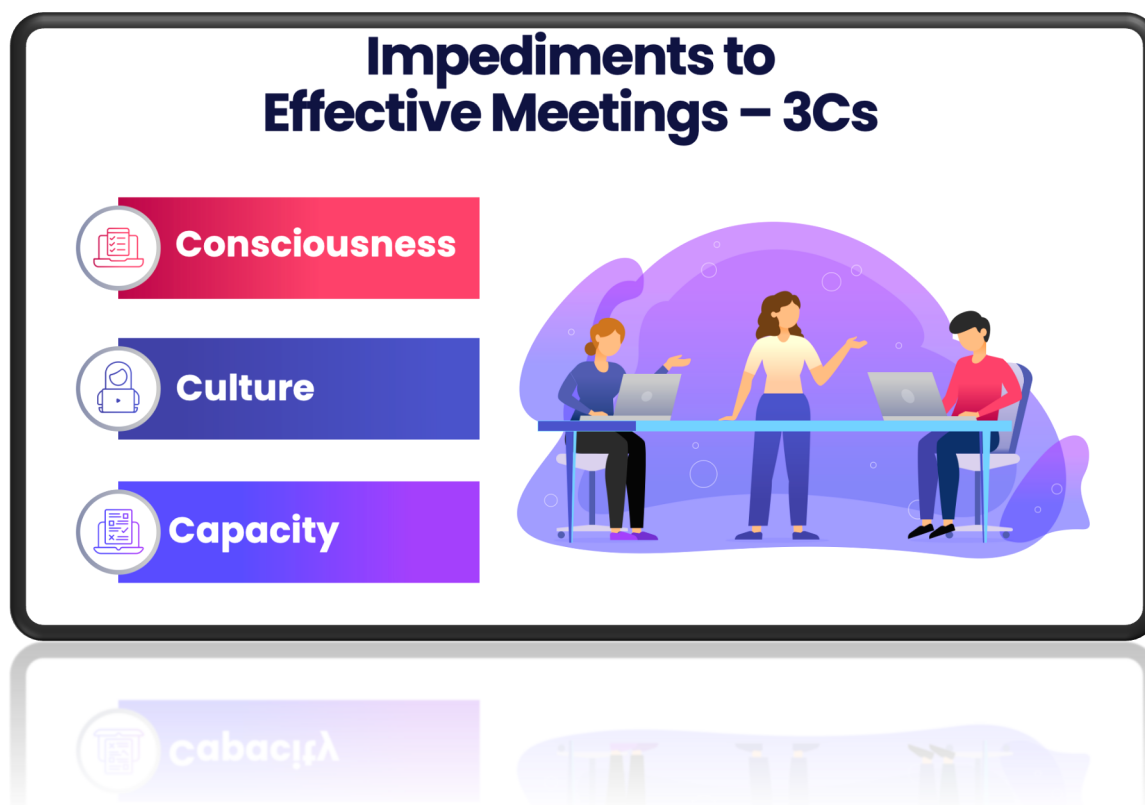 Impediments to
Effective Meetings – 3Cs
Consciousness
Culture
Capacity